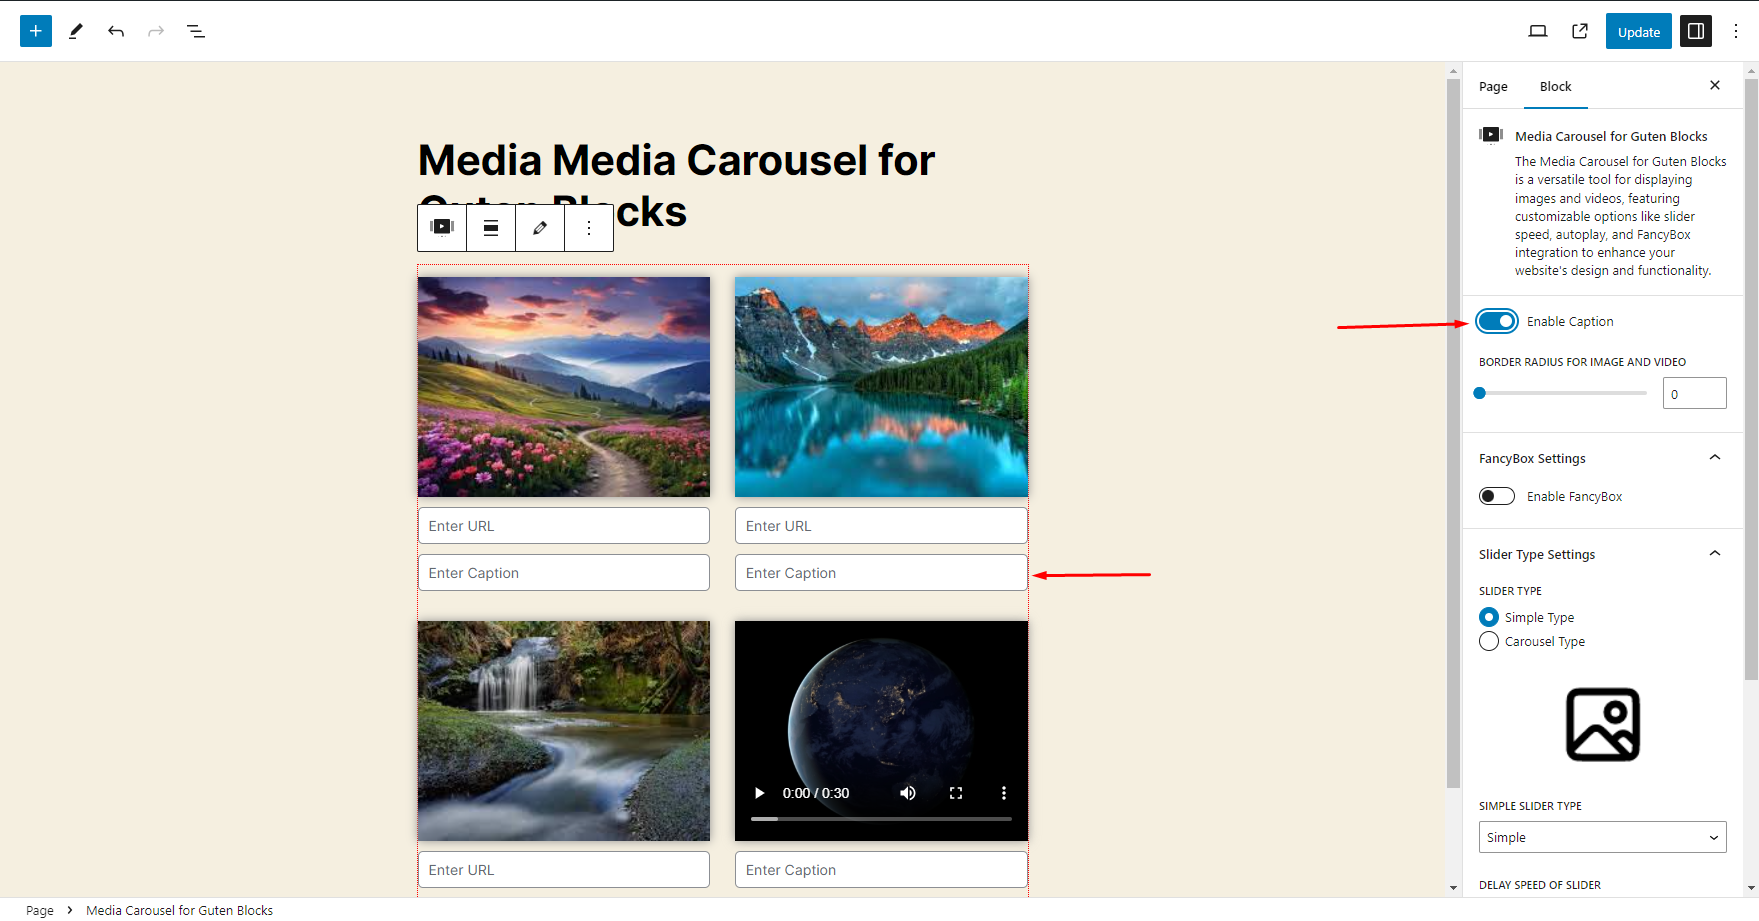 Update
Media Media Carousel for
Guten Blocks
Enter URL
Enter URL
Enter Caption
Enter Caption
0:00 / 0:30
Enter URL
Enter Caption
Page
Block
Media Carousel for Guten Blocks
The Media Carousel for Guten Blocks
is a versatile tool for displaying
images and videos, featuring
customizable options like slider
speed, autoplay, and FancyBox
integration to enhance your
website's design and functionality.
Enable Caption
BORDER RADIUS FOR IMAGE AND VIDEO
0
FancyBox Settings
Enable FancyBox
Slider Type Settings
SLIDER TYPE
Simple Type
Carousel Type
SIMPLE SLIDER TYPE
Simple
DELAY SPEED OF SLIDER
Page
Media Carousel for Guten Blocks